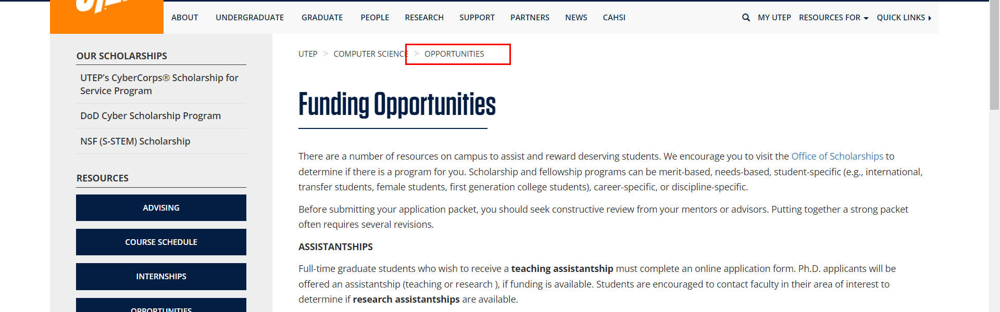 ABOUT UNDERGRADUATE GRADUATE PEOPLE RESEARCH SUPPORT PARTNERS NEWS CAHSI MY UTEP RESOURCES FOR QUICK LINKS
OUR SCHOLARSHIPS
UTEP’s CyberCorps® Scholarship for
Service Program
DoD Cyber Scholarship Program
NSF (S-STEM) Scholarship
RESOURCES
ADVISING
COURSE SCHEDULE
INTERNSHIPS
OPPORTUNITIES
UTEP > COMPUTER SCIENCE > OPPORTUNITIES
Funding Opportunities
There are a number of resources on campus to assist and reward deserving students. We encourage you to visit the Office of Scholarships to
determine if there is a program for you. Scholarship and fellowship programs can be merit-based, needs-based, student-specific (e.g., international,
transfer students, female students, first generation college students), career-specific, or discipline-specific.
Before submitting your application packet, you should seek constructive review from your mentors or advisors. Putting together a strong packet
often requires several revisions.
ASSISTANTSHIPS
Full-time graduate students who wish to receive a teaching assistantship must complete an online application form. Ph.D. applicants will be
offered an assistantship (teaching or research ), if funding is available. Students are encouraged to contact faculty in their area of interest to
determine if research assistantships are available.